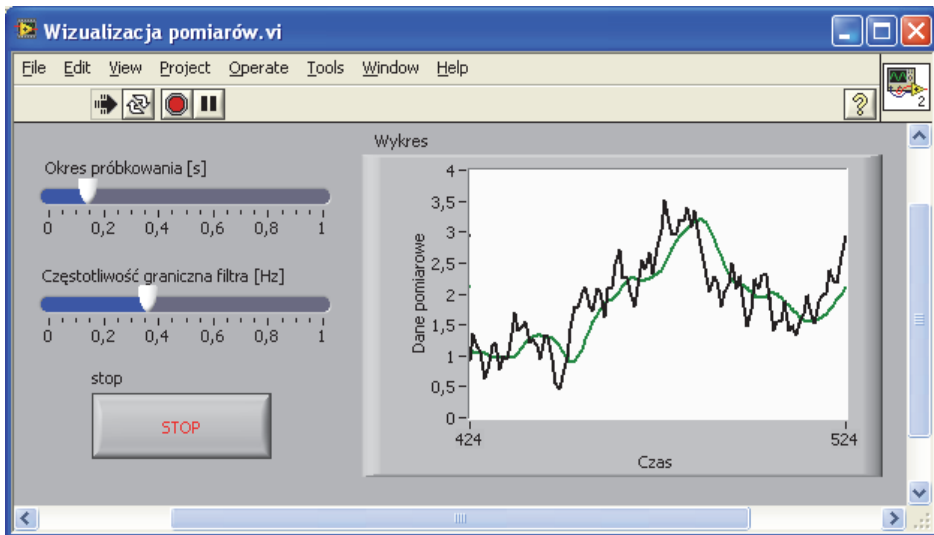 Wizualizacja pomiarów.vi
File Edit View Project Operate Tools Window Help
2
Okres próbkowania [s]
0 0,2 0,4 0,6 0,8 1
Częstotliwość graniczna filtra [Hz]
0 0,2 0,4 0,6 0,8 1
stop
STOP
Wykres
Dane pomiarowe
4
3,5
3
2,5
2
1,5
1
0,5
0
424 524
Czas